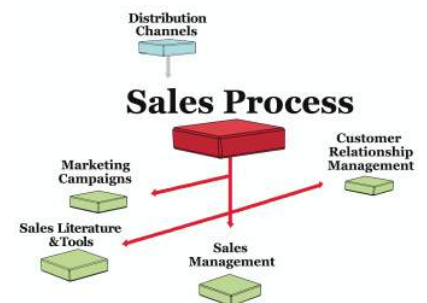 Distribution
Channels
Sales Process
Customer
Relationship
Management
Marketing
Campaigns
Sales Literature
&Tools
Sales
Management